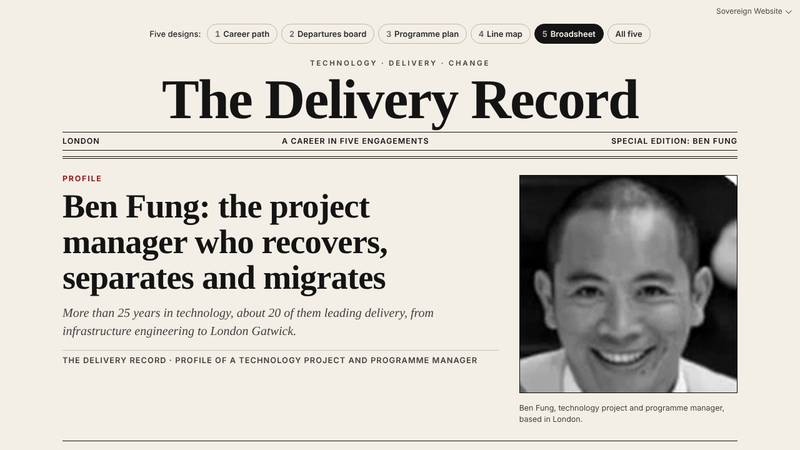 Sovereign Website
Five designs: 1 Career path 2 Departures board 3 Programme plan 4 Line map 5 Broadsheet All five
TECHNOLOGY · DELIVERY · CHANGE
The Delivery Record
LONDON A CAREER IN FIVE ENGAGEMENTS SPECIAL EDITION: BEN FUNG
PROFILE
Ben Fung: the project
manager who recovers,
separates and migrates
More than 25 years in technology, about 20 of them leading delivery, from
infrastructure engineering to London Gatwick.
THE DELIVERY RECORD · PROFILE OF A TECHNOLOGY PROJECT AND PROGRAMME MANAGER
Ben Fung, technology project and programme manager,
based in London.